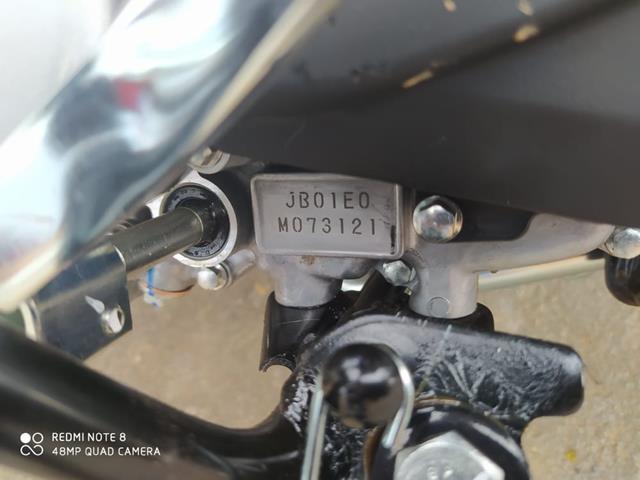 JB01E0
M073121
REDMI NOTE 8
48MP QUAD CAMERA